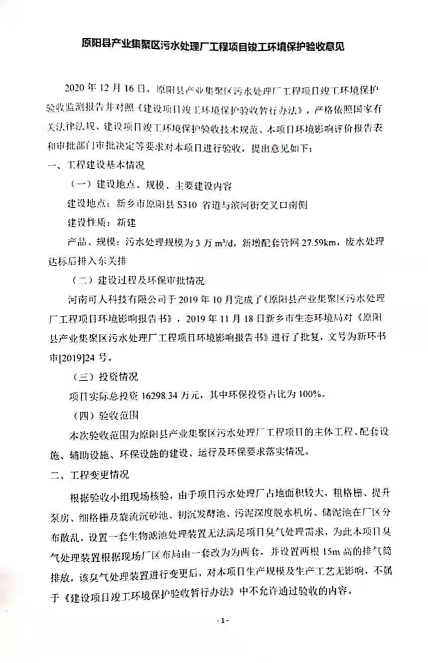 原阳县产业集聚区污水处理厂工程项目竣工环境保护验收意见
2020 年 12 月 16 日，原阳县产业集聚区污水处理厂工程项目竣工环境保护
验收监测报告并对照《建设项目竣工环境保护验收暂行办法》，严格依照国家有
关法律法规、建设项目竣工环境保护验收技术规范、本项目环境影响评价报告表
和审批部门审批决定等要求对本项目进行验收，提出意见如下：
一、工程建设基本情况
（一）建设地点、规模、主要建设内容
建设地点：新乡市原阳县 S310 省道与滨河街交叉口南侧
建设性质：新建
产品、规模：污水处理规模为 3 万 m³/d，新增配套管网 27.59km，废水处理
达标后排入东关排
（二）建设过程及环保审批情况
河南可人科技有限公司于 2019 年 10 月完成了《原阳县产业集聚区污水处理
厂工程项目环境影响报告书》，2019 年 11 月 18 日新乡市生态环境局对《原阳
县产业集聚区污水处理厂工程项目环境影响报告书》进行了批复，文号为新环书
审[2019]24 号。
（三）投资情况
项目实际总投资 16298.34 万元，其中环保投资占比为 100%。
（四）验收范围
本次验收范围为原阳县产业集聚区污水处理厂工程项目的主体工程、配套设
施、辅助设施、环保设施的建设、运行及环保要求落实情况。
二、工程变更情况
根据验收小组现场核验，由于项目污水处理厂占地面积较大，粗格栅、提升
泵房、细格栅及旋流沉砂池、初沉发酵池、污泥深度脱水机房、储泥池在厂区分
布散乱，设置一套生物滤池处理装置无法满足项目臭气处理需求，为此本项目臭
气处理装置根据现场厂区布局由一套改为为两套，并设置两根 15m 高的排气筒
排放，该臭气处理装置进行变更后，对本项目生产规模及生产工艺无影响，不属
于《建设项目竣工环境保护验收暂行办法》中不允许通过验收的内容。
- 1 -